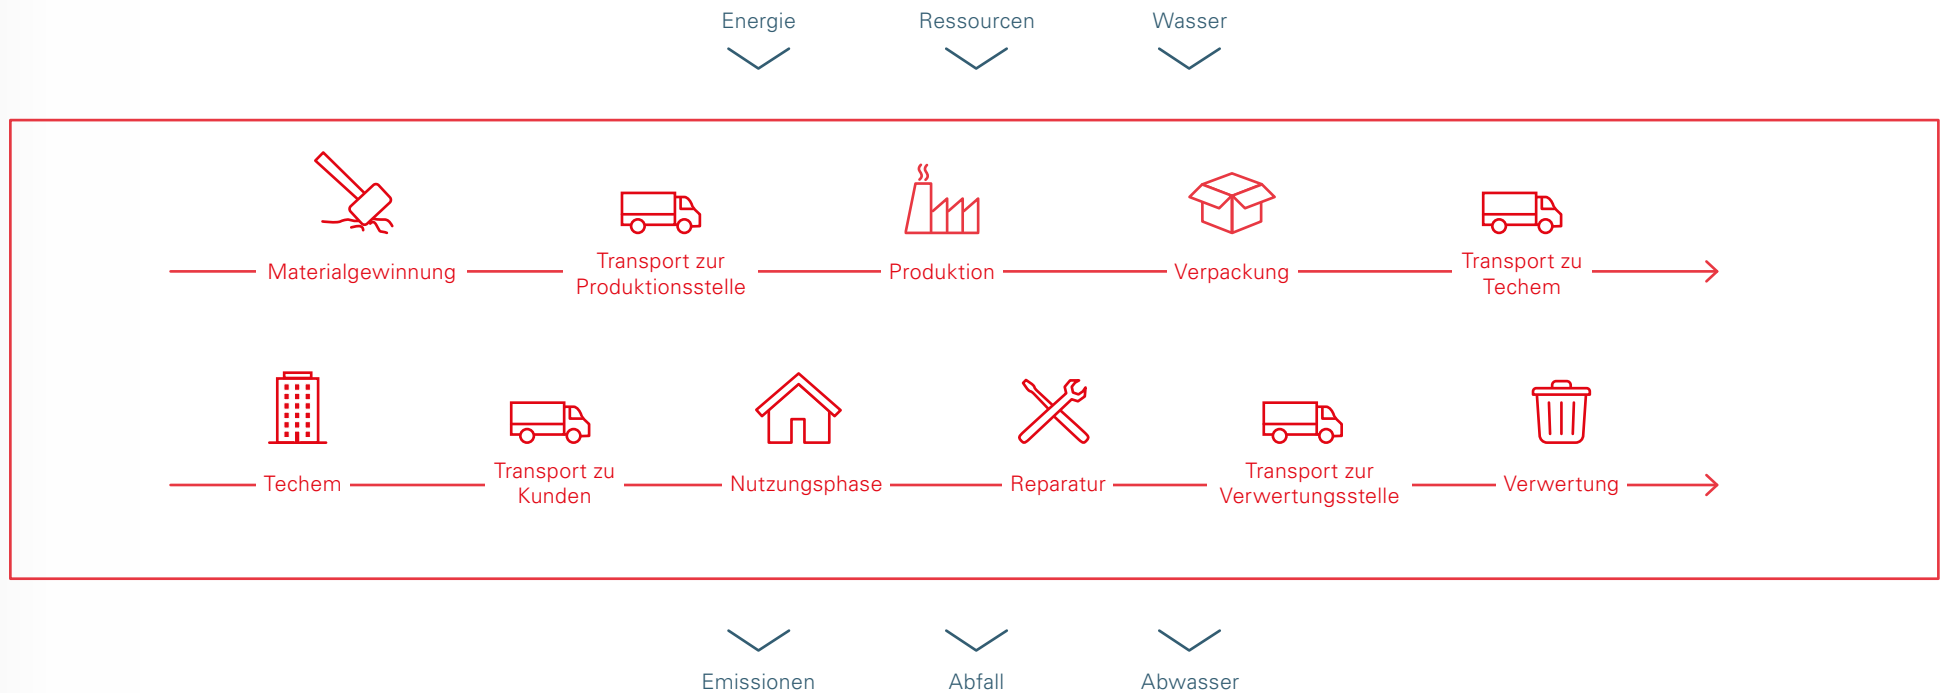 Energie
Ressourcen
Wasser
Materialgewinnung
Transport zur
Produktionsstelle
Produktion
Verpackung
Transport zu
Techem
Techem
Transport zu
Kunden
Nutzungsphase
Reparatur
Transport zur
Verwertungsstelle
Verwertung
Emissionen
Abfall
Abwasser